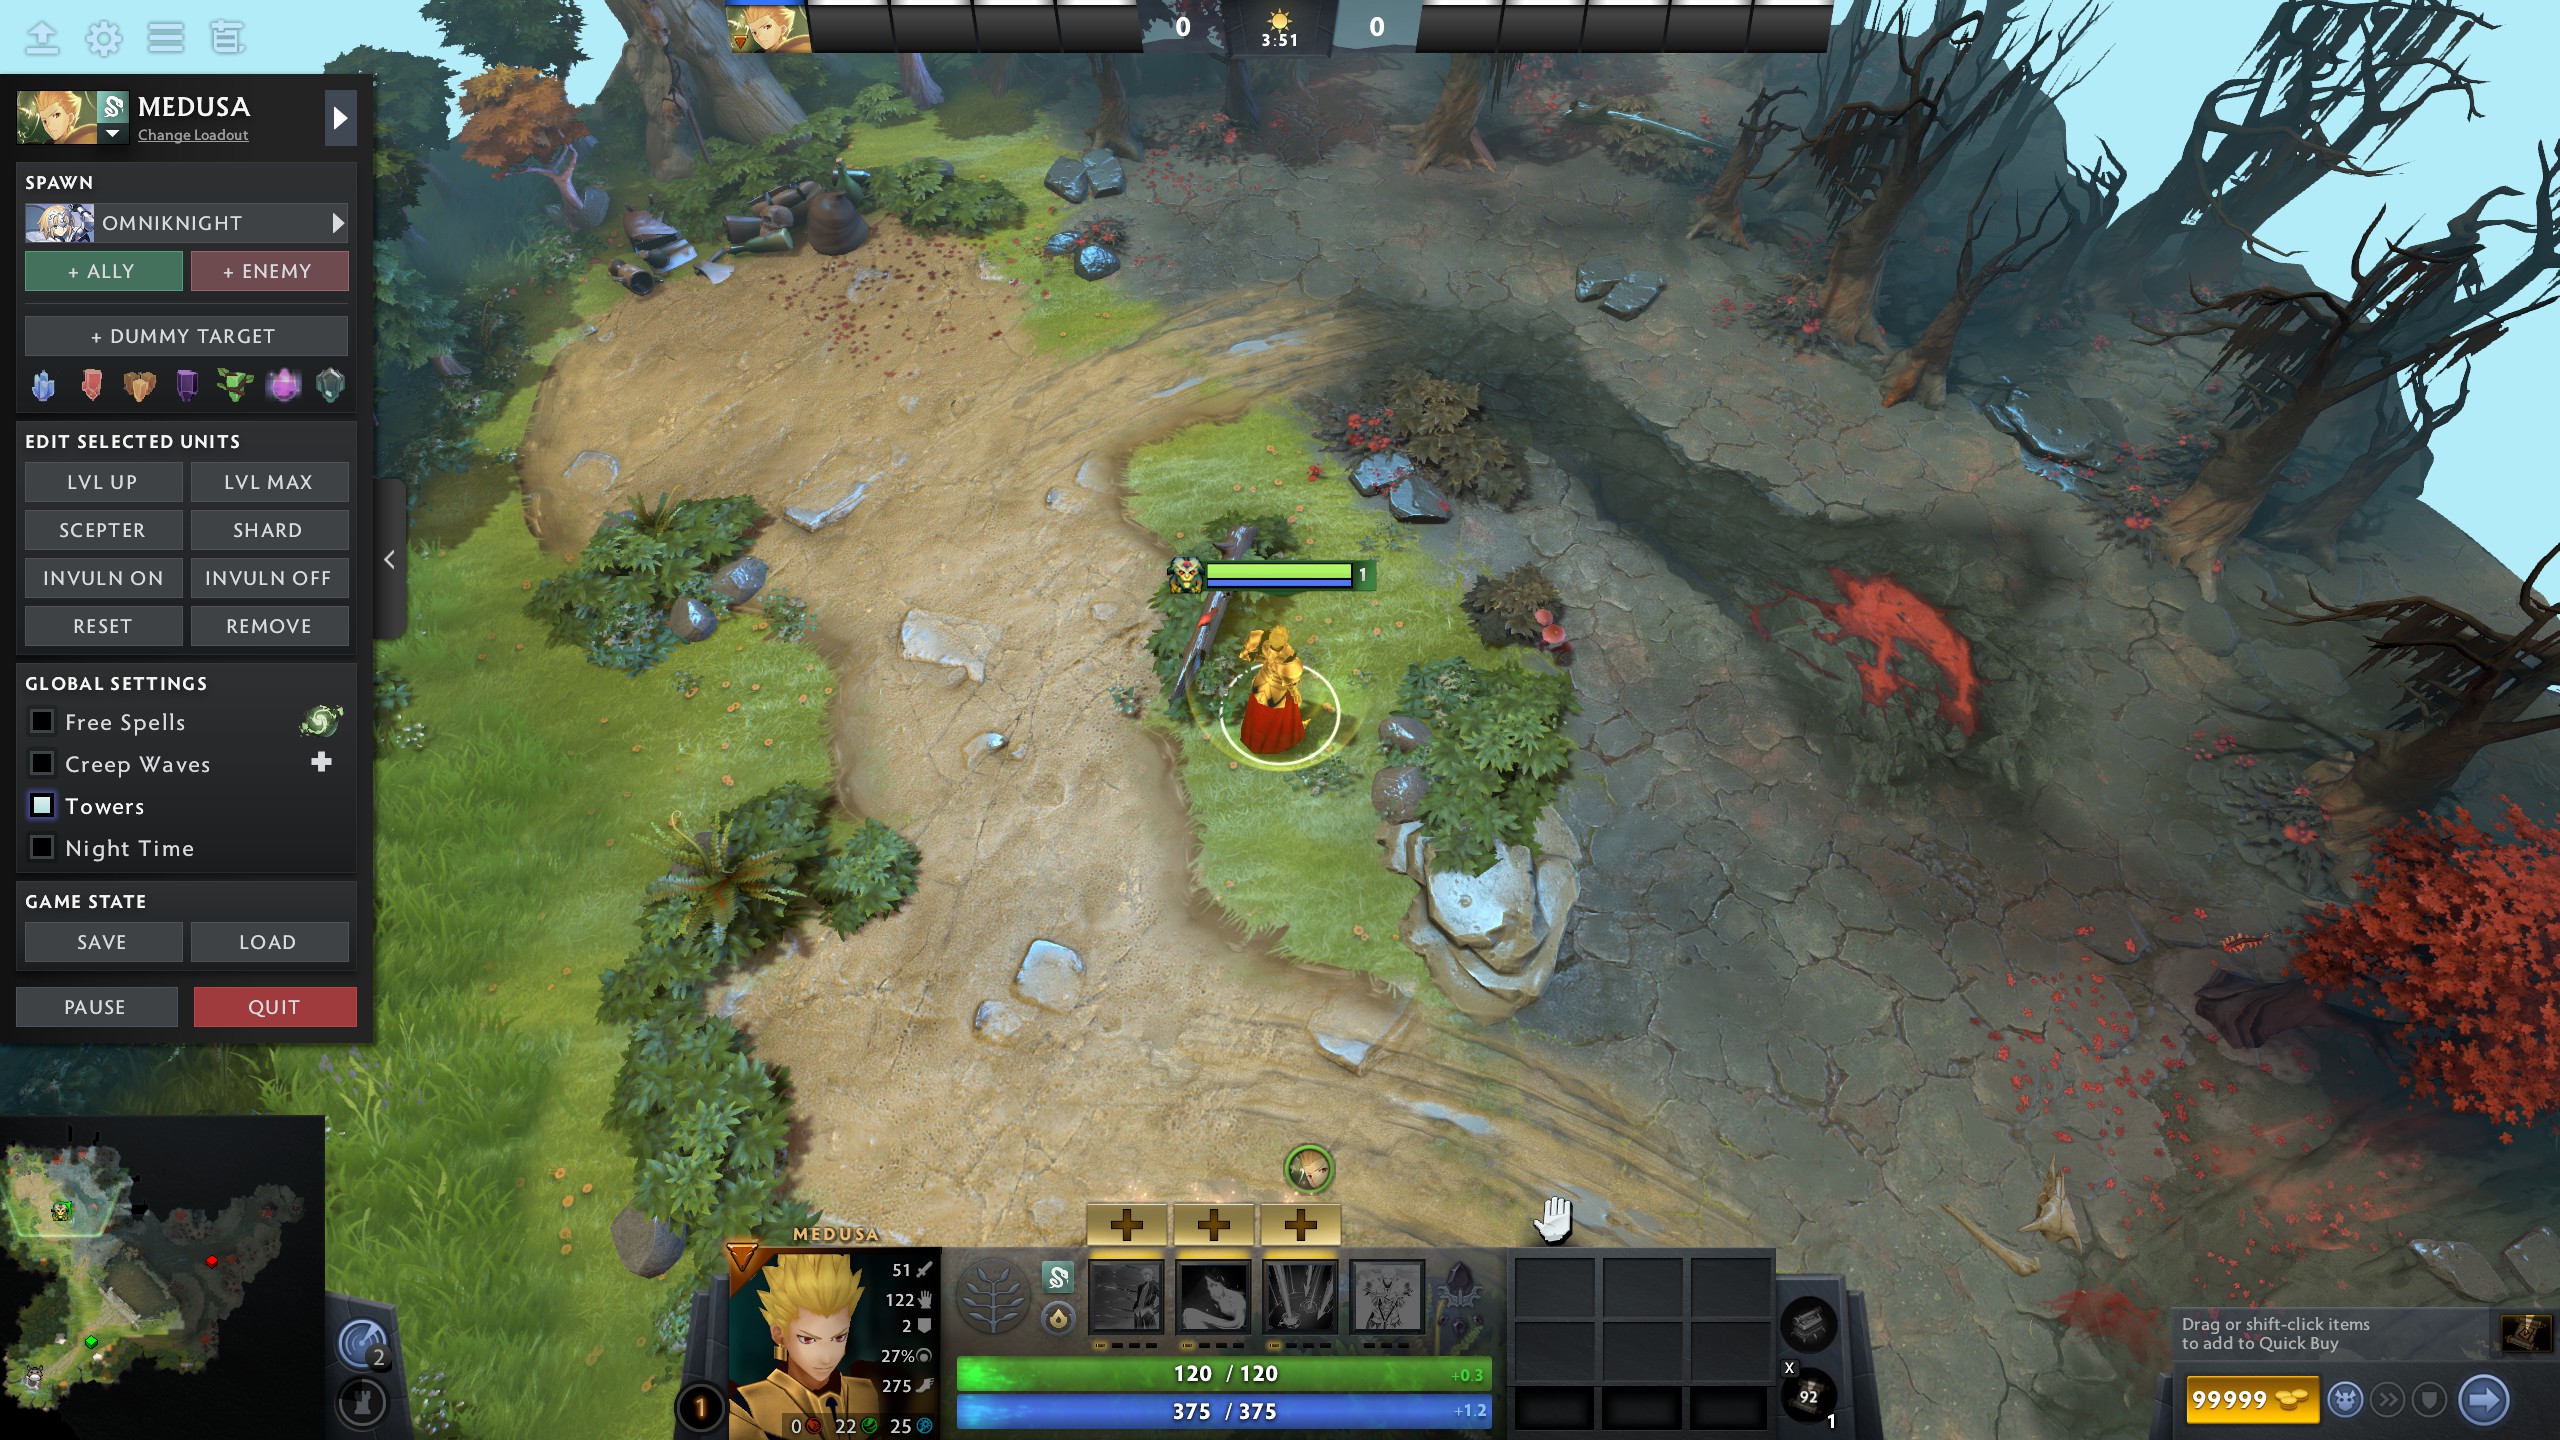 0
3:51
0
MEDUSA
Change Loadout
SPAWN
OMNIKNIGHT
+ ALLY
+ ENEMY
+ DUMMY TARGET
EDIT SELECTED UNITS
LVL UP
LVL MAX
SCEPTER
SHARD
INVULN ON
INVULN OFF
RESET
REMOVE
GLOBAL SETTINGS
Free Spells
Creep Waves
Towers
Night Time
GAME STATE
SAVE
LOAD
PAUSE
QUIT
1
2
MEDUSA
51
122
2
27%
275
0
22
25
1
120 / 120
+0.3
375 / 375
+1.2
X
92
1
Drag or shift-click items
to add to Quick Buy
99999